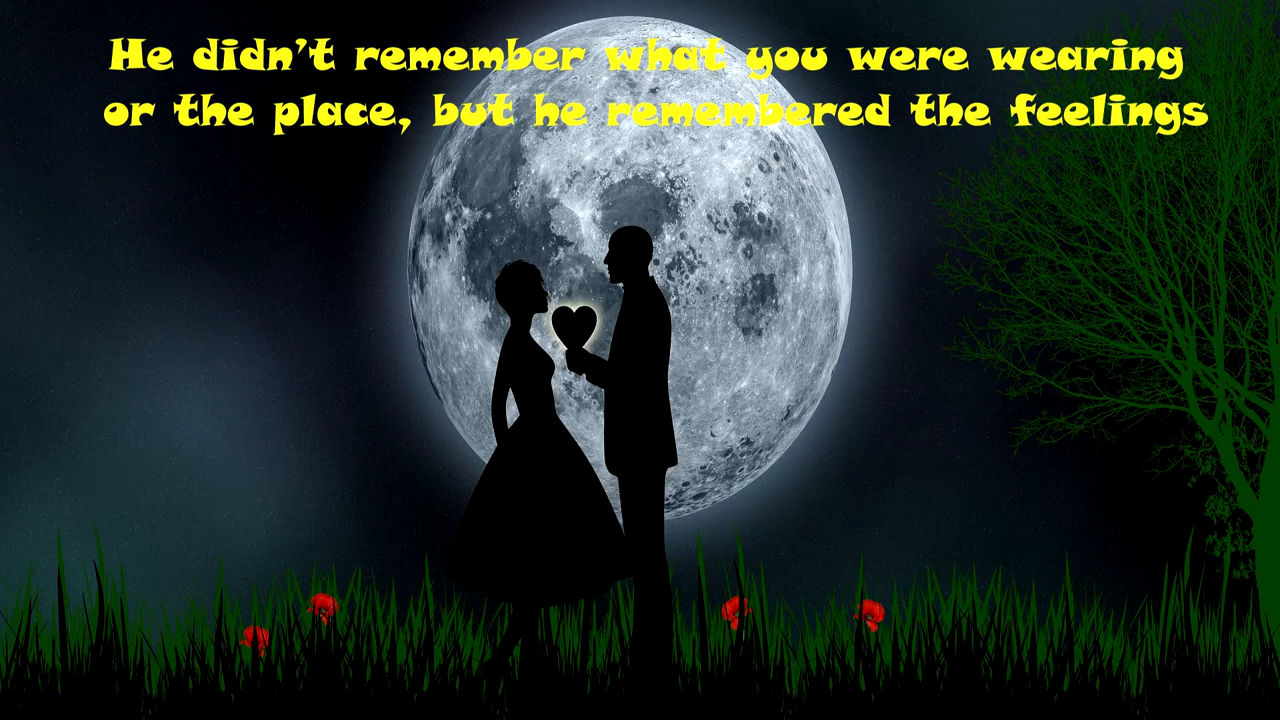 He didn’t remember what you were wearing
or the place, but he remembered the feelings